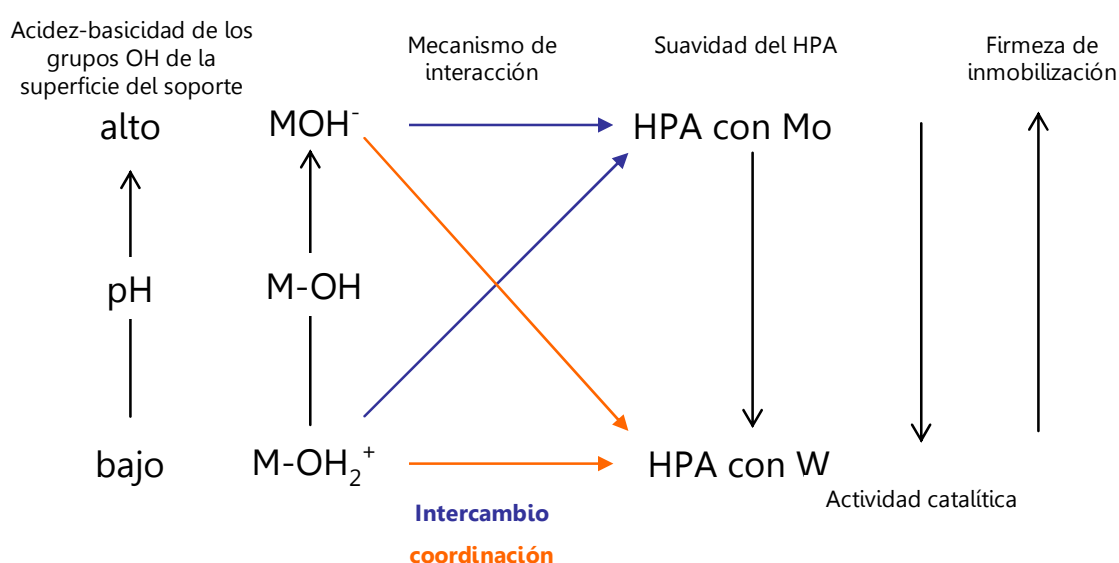 Acidez-basicidad de los
grupos OH de la
superficie del soporte
Mecanismo de
interacción
Suavidad del HPA
Firmeza de
inmobilización
alto
MOH⁻
HPA con Mo
pH
M-OH
bajo
M-OH₂⁺
HPA con W
Actividad catalítica
Intercambio
coordinación